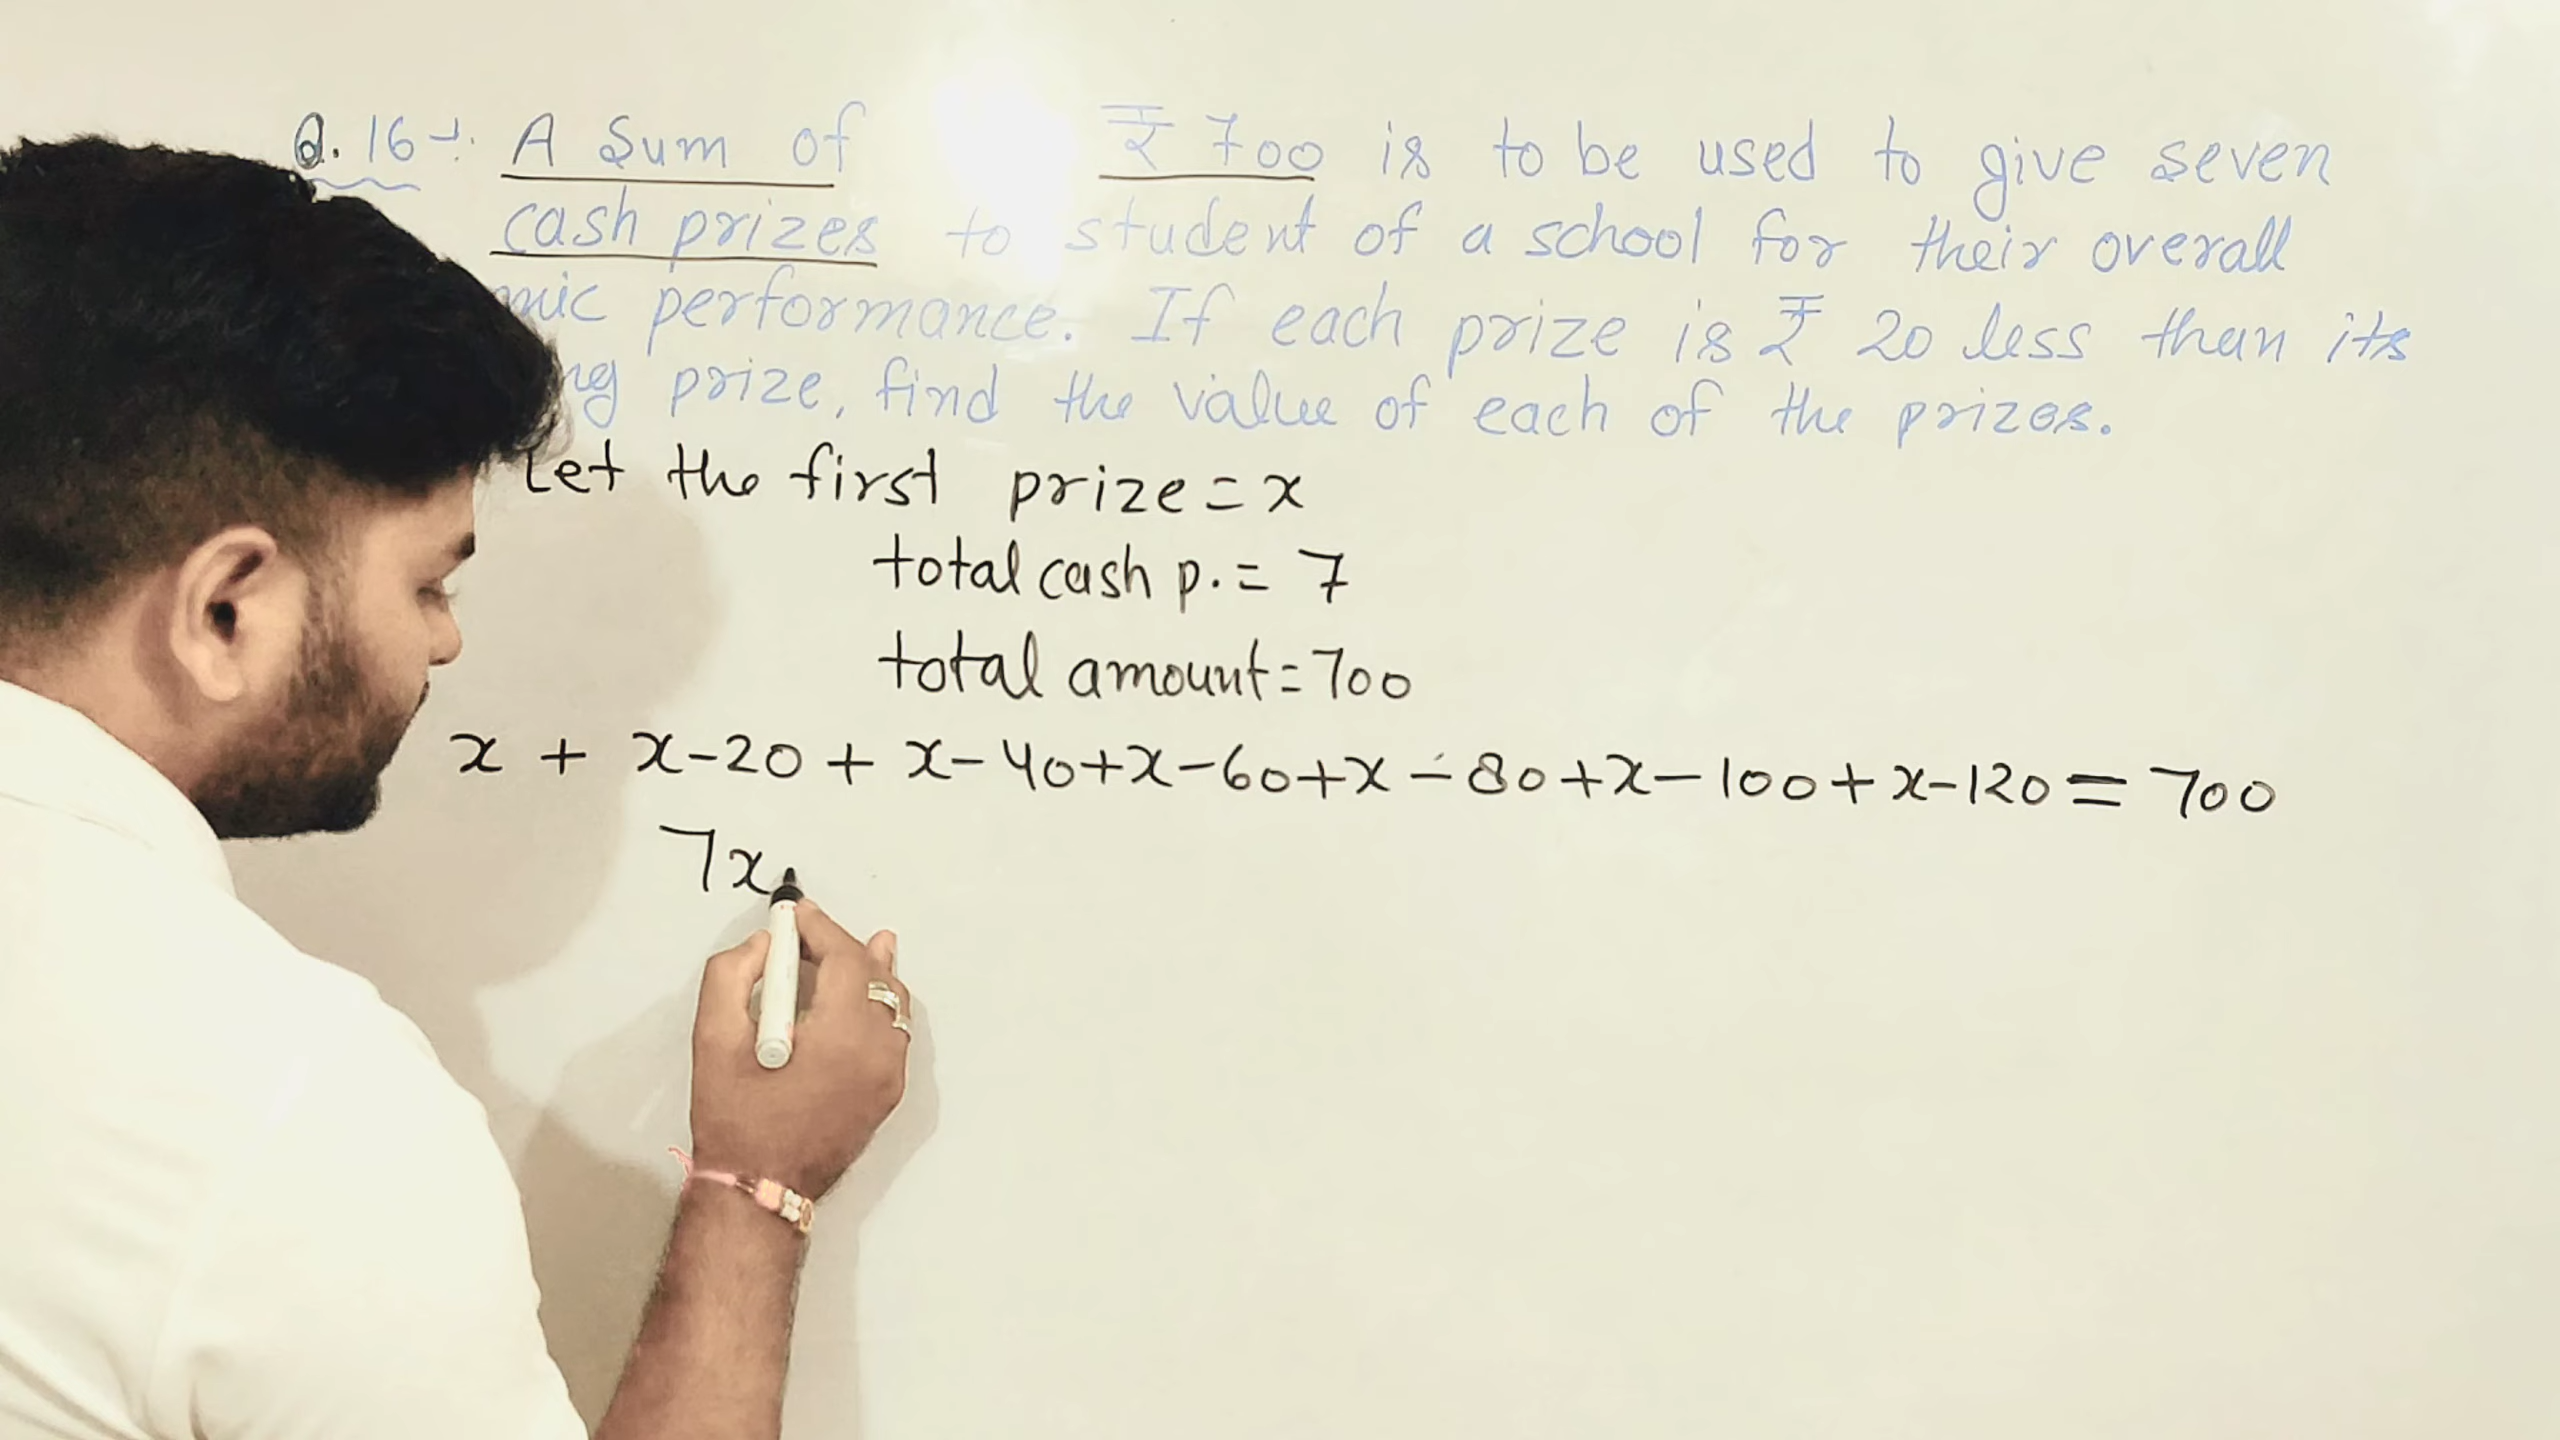 Q. 16 -: A Sum of ₹ 700 is to be used to give seven
cash prizes to student of a school for their overall
mic performance. If each prize is ₹ 20 less than its
ng prize, find the value of each of the prizes.
Let the first prize = x
total cash p. = 7
total amount = 700
x + x-20 + x-40+x-60+x-80+x-100+x-120 = 700
7x